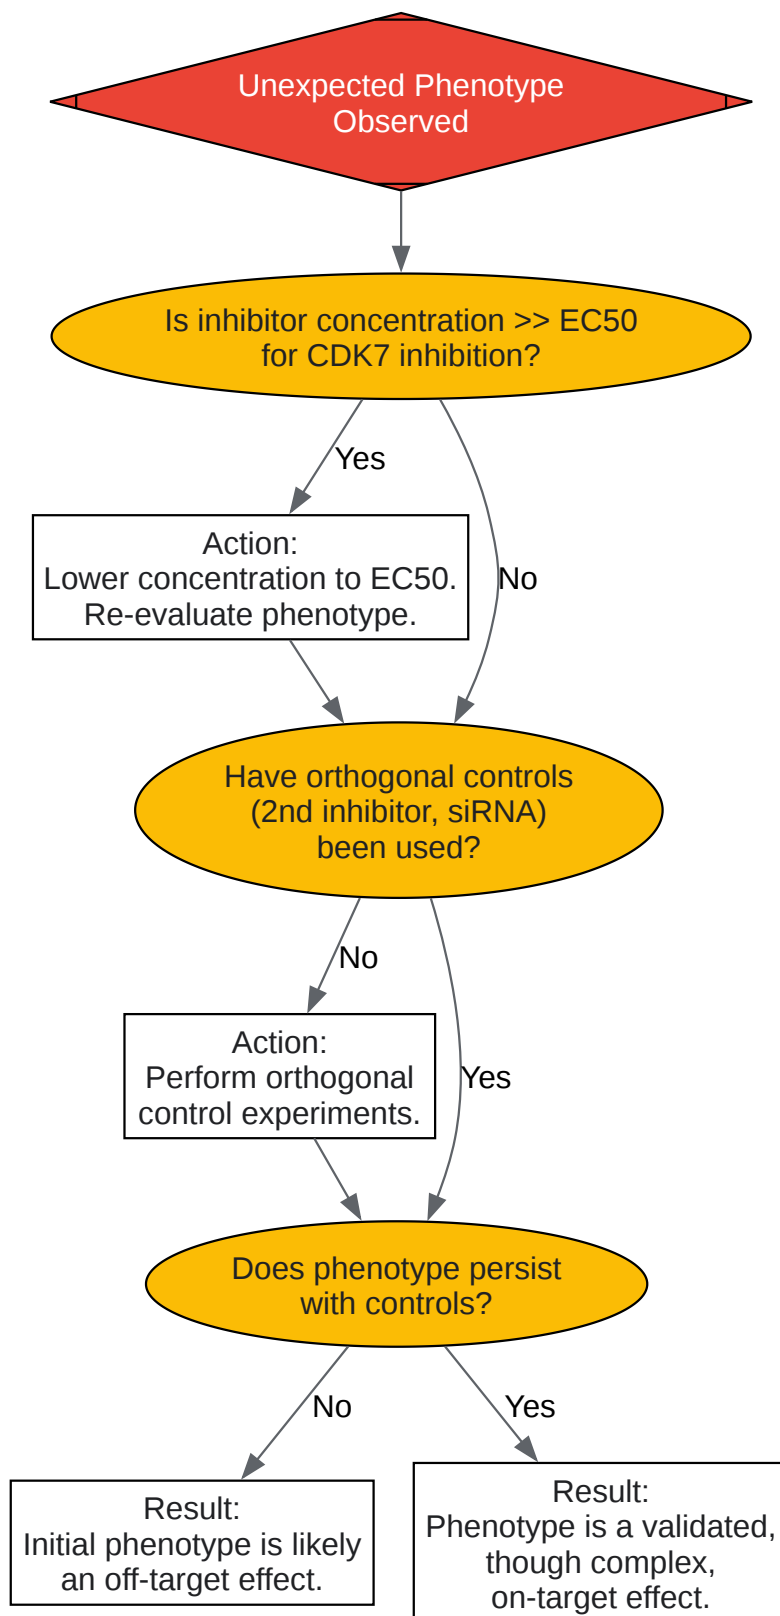 Unexpected Phenotype
Observed
Is inhibitor concentration >> EC50
for CDK7 inhibition?
Yes
No
Action:
Lower concentration to EC50.
Re-evaluate phenotype.
Have orthogonal controls
(2nd inhibitor, siRNA)
been used?
No
Yes
Action:
Perform orthogonal
control experiments.
Does phenotype persist
with controls?
No
Yes
Result:
Initial phenotype is likely
an off-target effect.
Result:
Phenotype is a validated,
though complex,
on-target effect.